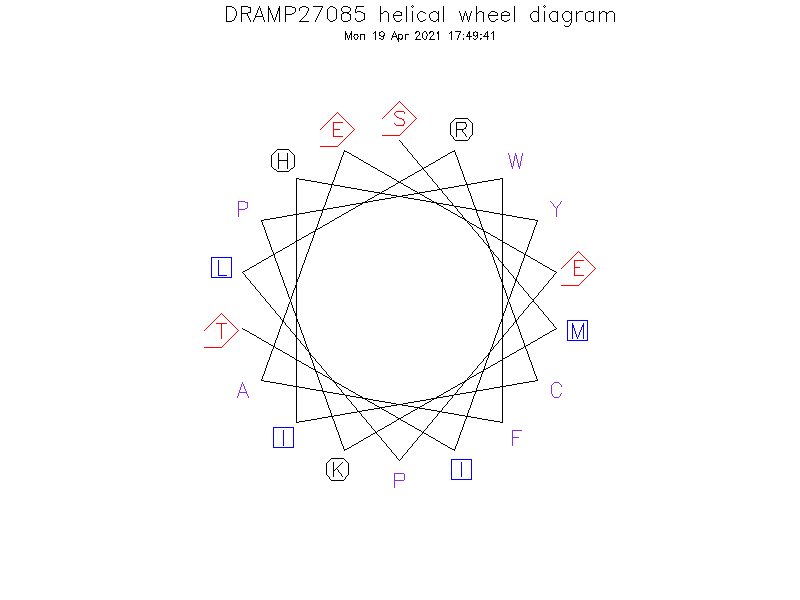 DRAMP27085 helical wheel diagram
Mon 19 Apr 2021 17:49:41
S
E
R
H
W
P
Y
L
E
T
M
A
C
I
F
K
P
I